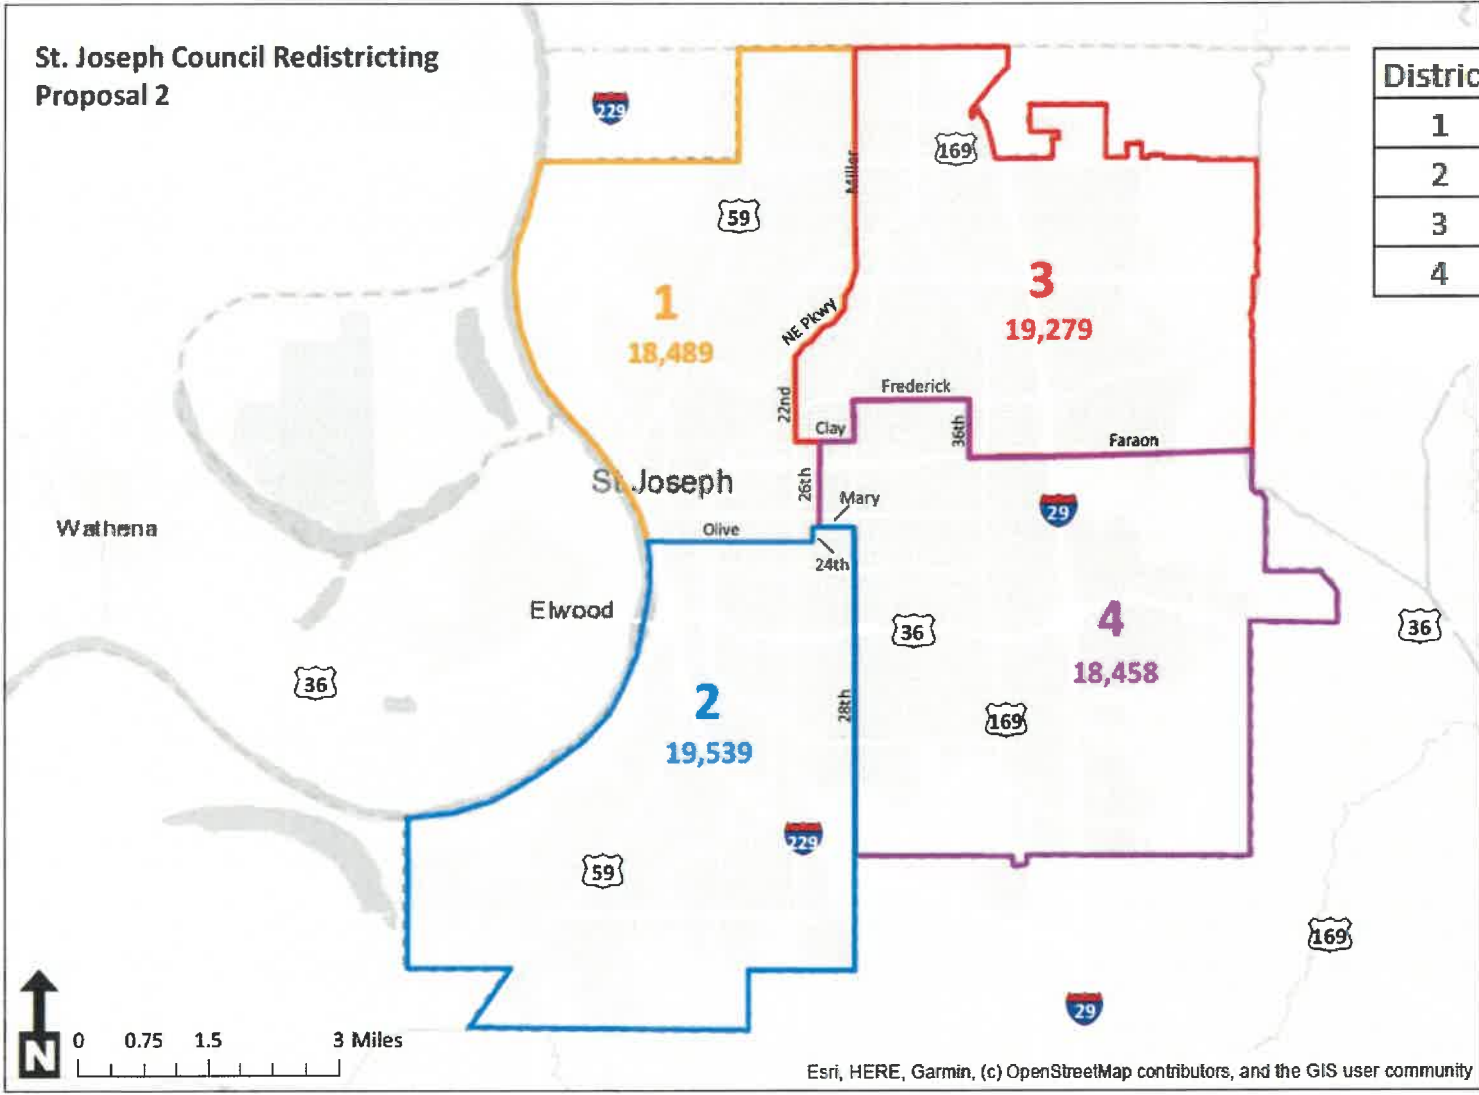 St. Joseph Council Redistricting
Proposal 2
Distric
1
2
3
4
229
169
Miller
59
3
19,279
1
18,489
NE Pkwy
Frederick
22nd
Clay
36th
Faraon
St Joseph
26th
Mary
29
Wathena
Olive
24th
Elwood
4
18,458
36
36
36
2
19,539
28th
169
229
59
169
29
N
0 0.75 1.5 3 Miles
Esri, HERE, Garmin, (c) OpenStreetMap contributors, and the GIS user community